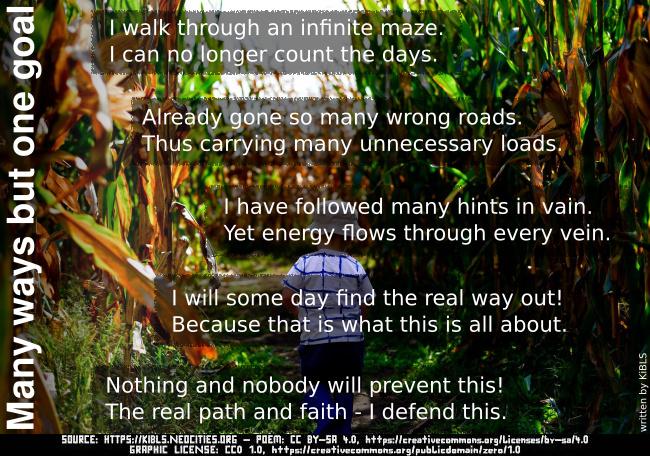 Many ways but one goal
I walk through an infinite maze.
I can no longer count the days.
Already gone so many wrong roads.
Thus carrying many unnecessary loads.
I have followed many hints in vain.
Yet energy flows through every vein.
I will some day find the real way out!
Because that is what this is all about.
Nothing and nobody will prevent this!
The real path and faith - I defend this.
written by KiBLS
SOURCE: HTTPS://KIBLS.NEOCITIES.ORG - POEM: CC BY-SA 4.0, https://creativecommons.org/licenses/by-sa/4.0
GRAPHIC LICENSE: CC0 1.0, https://creativecommons.org/publicdomain/zero/1.0